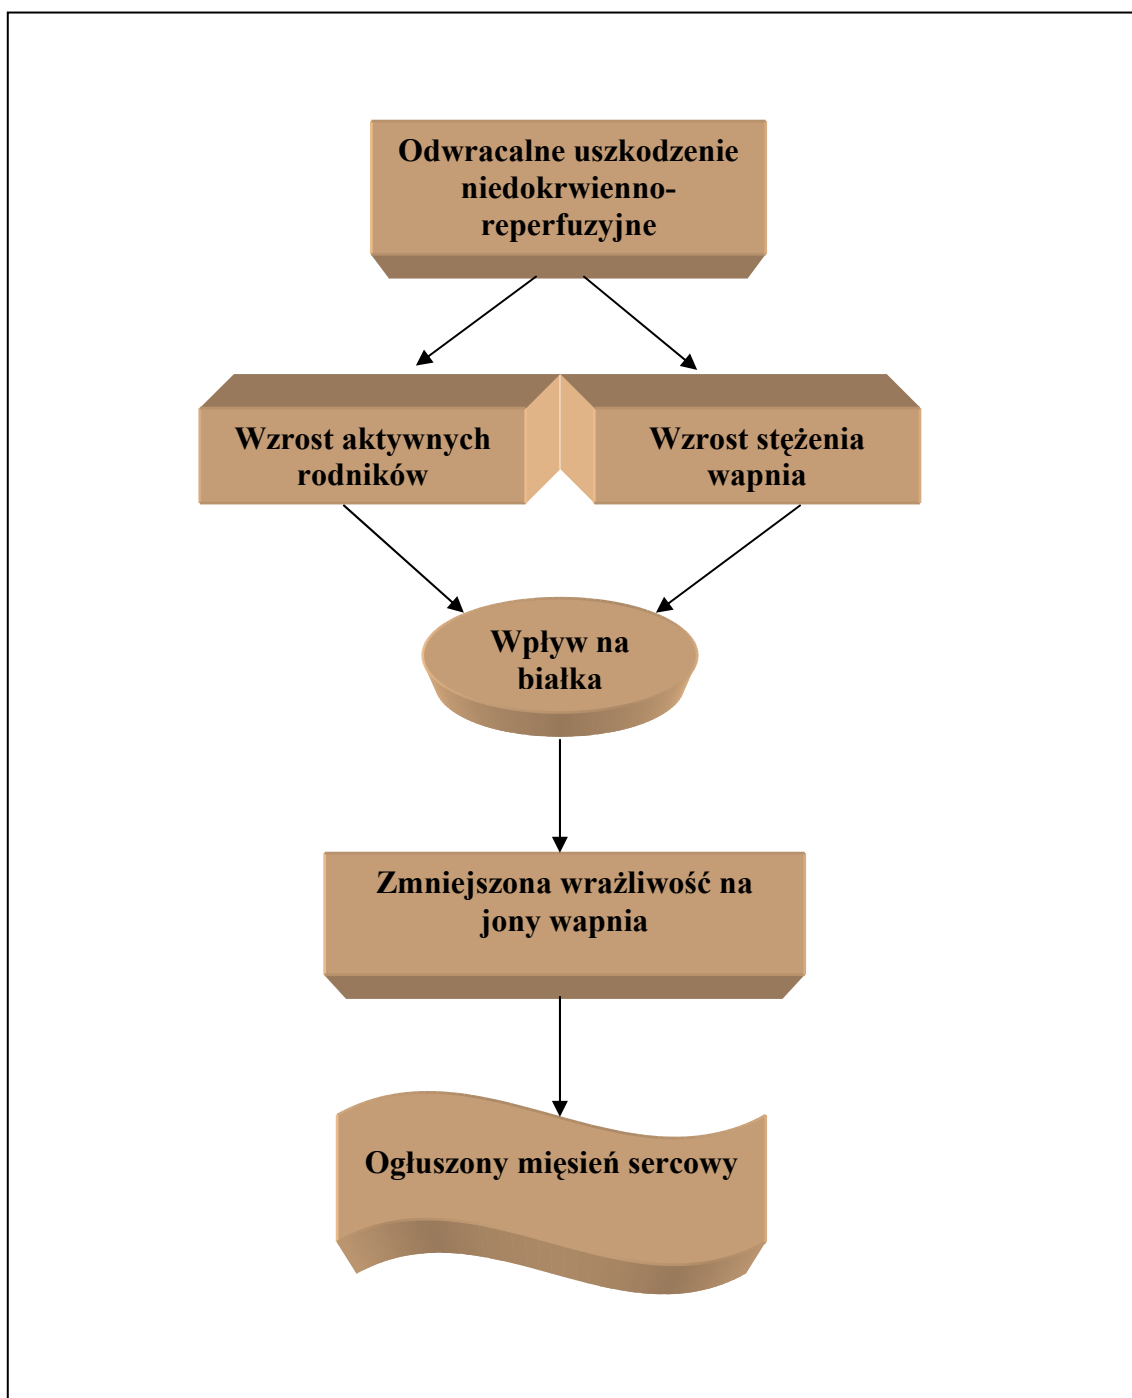 Odwracalne uszkodzenie
niedokrwienno-
reperfuzyjne
Wzrost aktywnych
rodników
Wzrost stężenia
wapnia
Wpływ na
białka
Zmniejszona wrażliwość na
jony wapnia
Ogłuszony mięsień sercowy